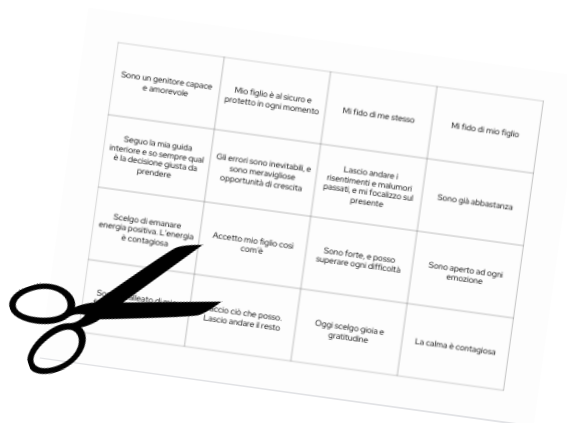 Sono un genitore capace
e amorevole
Mio figlio è al sicuro e
protetto in ogni momento
Mi fido di me stesso
Mi fido di mio figlio
Seguo la mia guida
interiore e so sempre qual
è la decisione giusta da
prendere
Gli errori sono inevitabili, e
sono meravigliose
opportunità di crescita
Lascio andare i
risentimenti e malumori
passati, e mi focalizzo sul
presente
Sono già abbastanza
Scelgo di emanare
energia positiva. L'energia
è contagiosa
Accetto mio figlio così
com'è
Sono forte, e posso
superare ogni difficoltà
Sono aperto ad ogni
emozione
ciò che posso.
Lascio andare il resto
Oggi scelgo gioia e
gratitudine
La calma è contagiosa